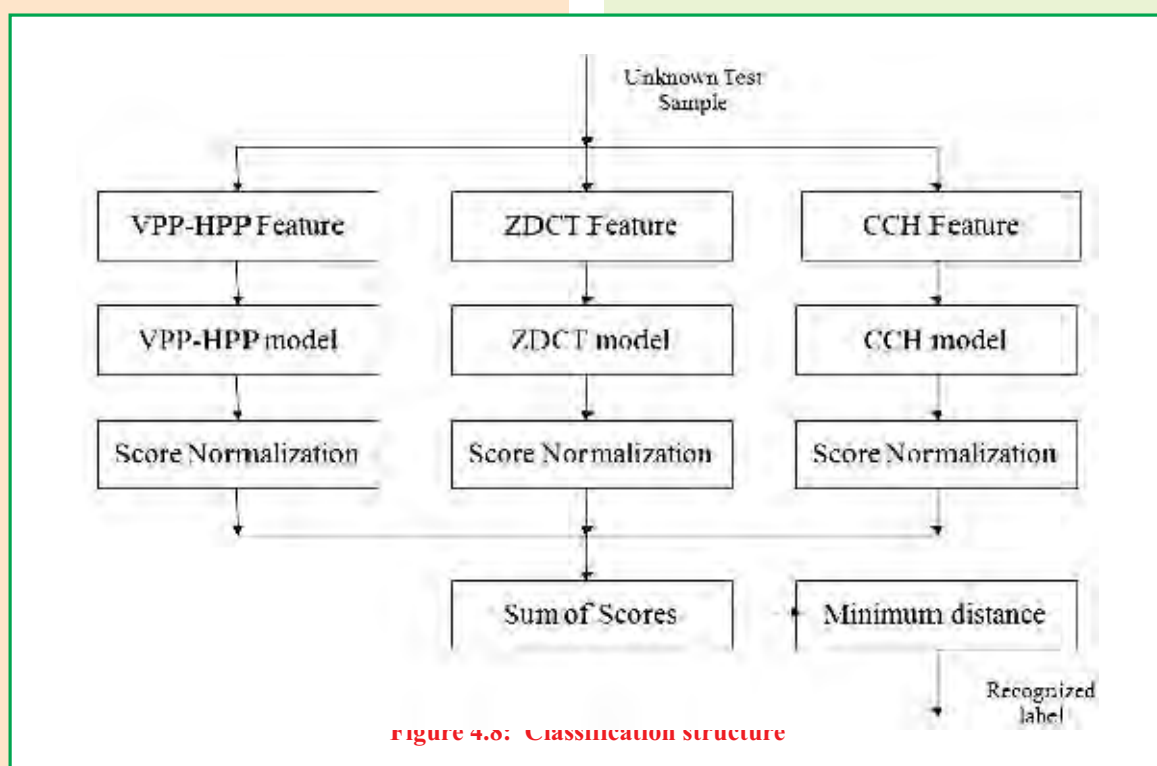 Unknown Test
Sample
VPP-HPP Feature
ZDCT Feature
CCH Feature
VPP-HPP model
ZDCT model
CCH model
Score Normalization
Score Normalization
Score Normalization
Sum of Scores
Minimum distance
Recognized
label
Figure 4.8: Classification structure